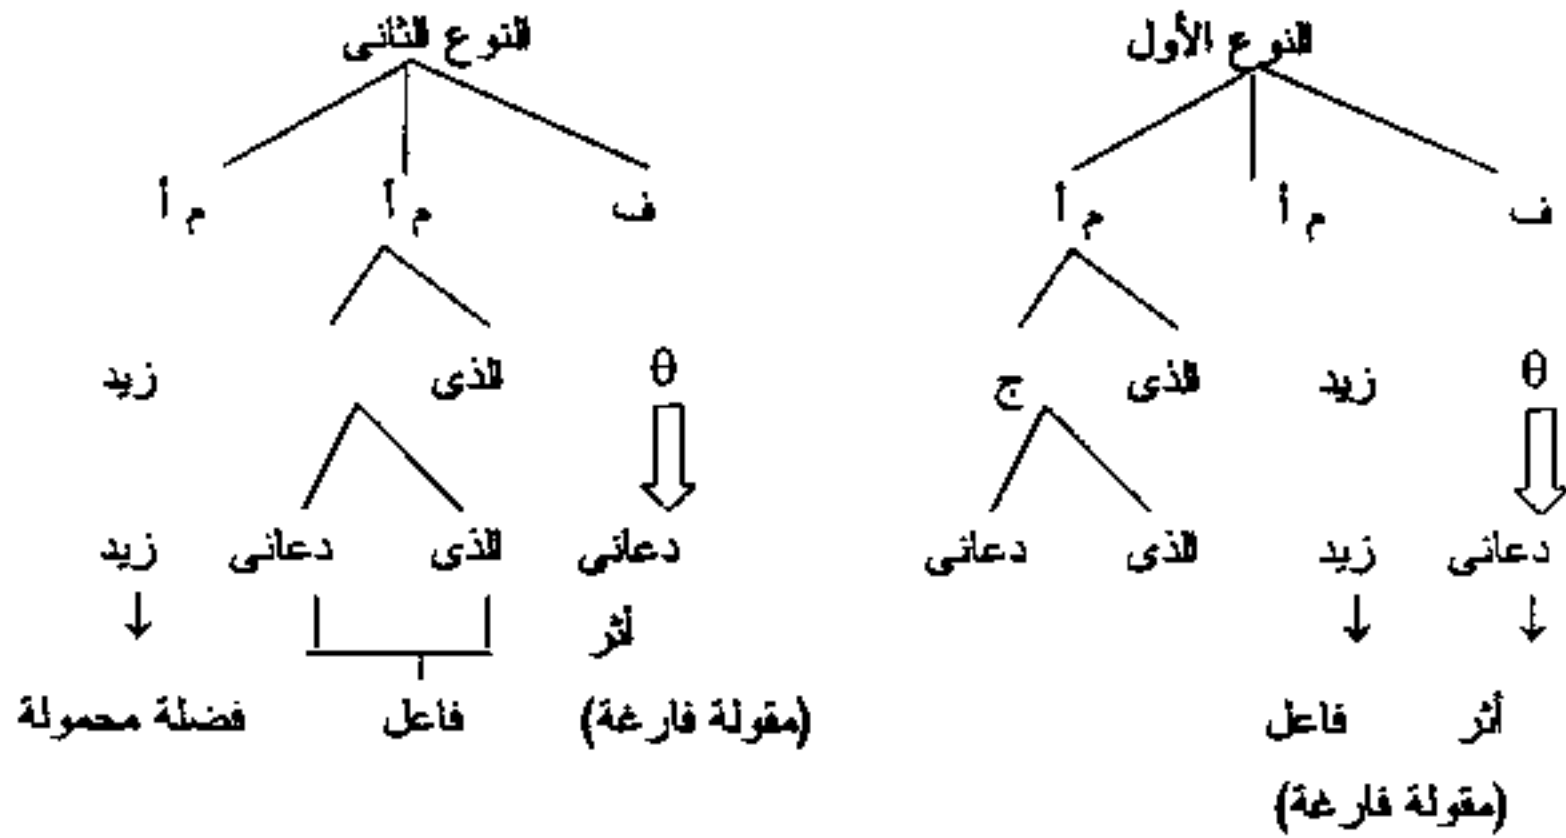 النوع الأول
ف م أ م أ
θ زيد الذى ج
دعانى زيد الذى دعانى
↓ ↓
أثر فاعل
(مقولة فارغة)
النوع الثانى
ف م أ م أ
θ الذى زيد
دعانى الذى دعانى زيد
أثر ↓
(مقولة فارغة) فاعل فضلة محمولة